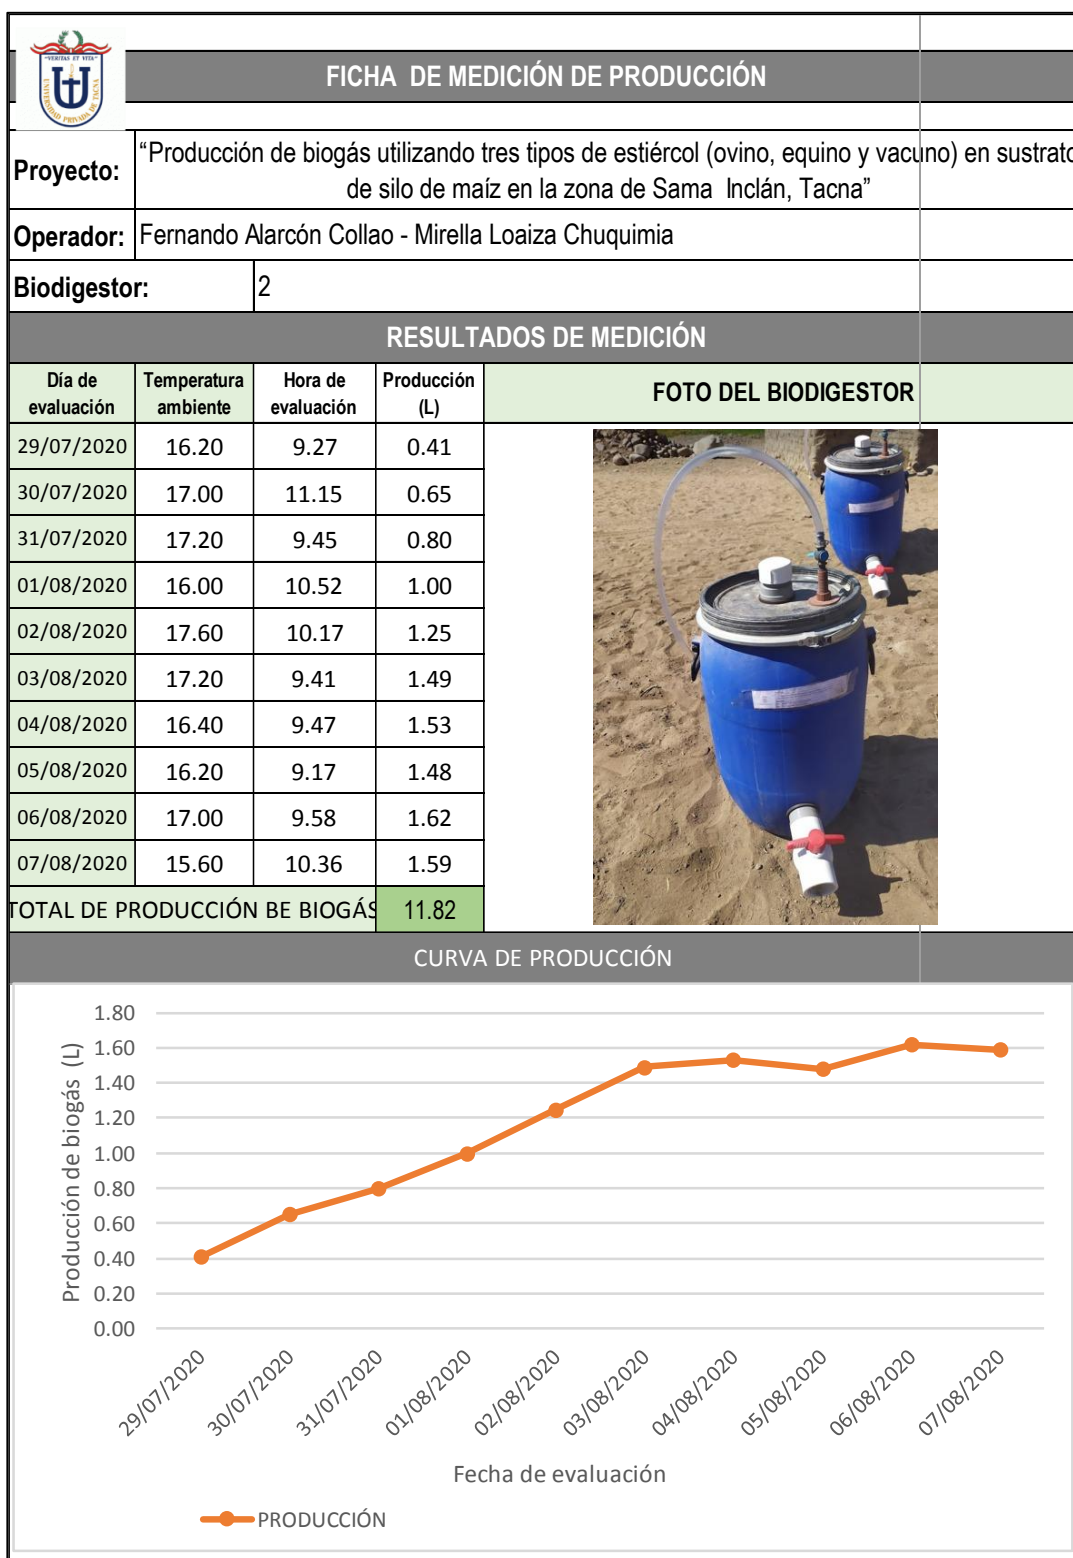 "VERITAS ET VITA"
UNIVERSIDAD PRIVADA DE TACNA
FICHA DE MEDICIÓN DE PRODUCCIÓN
Proyecto: “Producción de biogás utilizando tres tipos de estiércol (ovino, equino y vacuno) en sustrato
de silo de maíz en la zona de Sama Inclán, Tacna”
Operador: Fernando Alarcón Collao - Mirella Loaiza Chuquimia
Biodigestor: 2
RESULTADOS DE MEDICIÓN
Día de evaluación Temperatura ambiente Hora de evaluación Producción (L) FOTO DEL BIODIGESTOR
29/07/2020 16.20 9.27 0.41
30/07/2020 17.00 11.15 0.65
31/07/2020 17.20 9.45 0.80
01/08/2020 16.00 10.52 1.00
02/08/2020 17.60 10.17 1.25
03/08/2020 17.20 9.41 1.49
04/08/2020 16.40 9.47 1.53
05/08/2020 16.20 9.17 1.48
06/08/2020 17.00 9.58 1.62
07/08/2020 15.60 10.36 1.59
TOTAL DE PRODUCCIÓN BE BIOGÁS 11.82
CURVA DE PRODUCCIÓN
Producción de biogás (L)
1.80
1.60
1.40
1.20
1.00
0.80
0.60
0.40
0.20
0.00
29/07/2020 30/07/2020 31/07/2020 01/08/2020 02/08/2020 03/08/2020 04/08/2020 05/08/2020 06/08/2020 07/08/2020
Fecha de evaluación
PRODUCCIÓN